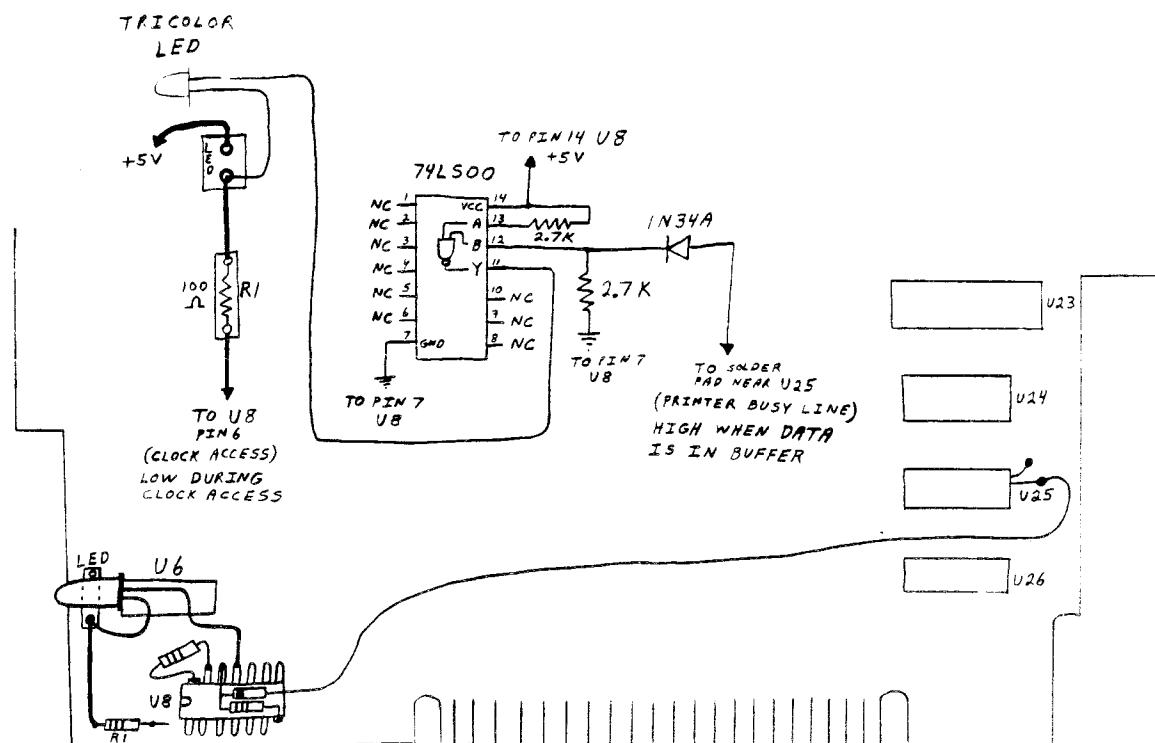 TRICOLOR
LED
+5V
LED
100
Ω
R1
TO U8
PIN 6
(CLOCK ACCESS)
LOW DURING
CLOCK ACCESS
TO PIN 14 U8
+5V
74LS00
NC 1
NC 2
NC 3
NC 4
NC 5
NC 6
7
GND
VCC 14
A 13
B 12
Y 11
10 NC
9 NC
8 NC
2.7K
1N34A
2.7K
TO PIN 7
U8
TO PIN 7
U8
TO SOLDER
PAD NEAR U25
(PRINTER BUSY LINE)
HIGH WHEN DATA
IS IN BUFFER
U23
U24
U25
U26
LED
U6
U8
R1